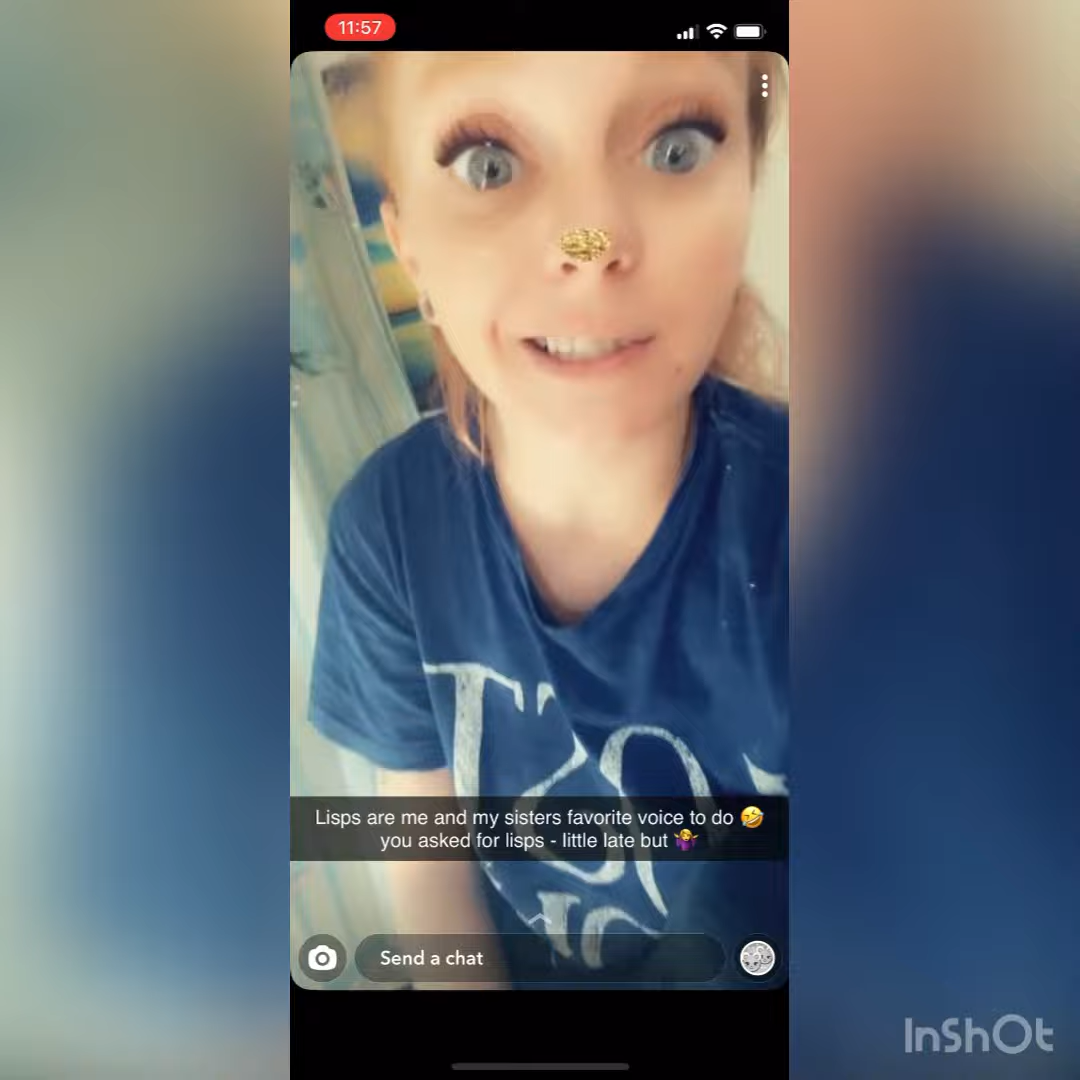 11:57
Lisps are me and my sisters favorite voice to do 🤣
you asked for lisps - little late but 🤷‍♀️
Send a chat
InShOt